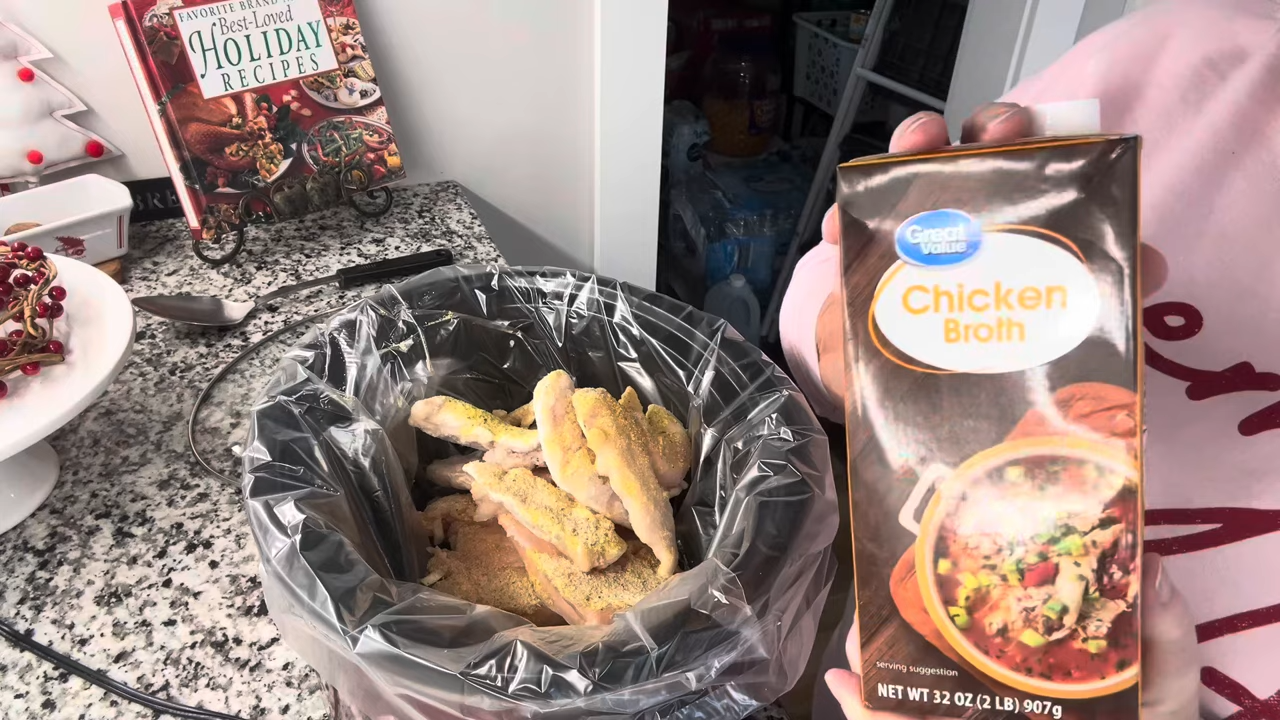 FAVORITE BRAND
Best-Loved
HOLIDAY
RECIPES
Great
Value
Chicken
Broth
serving suggestion
NET WT 32 OZ (2 LB) 907g